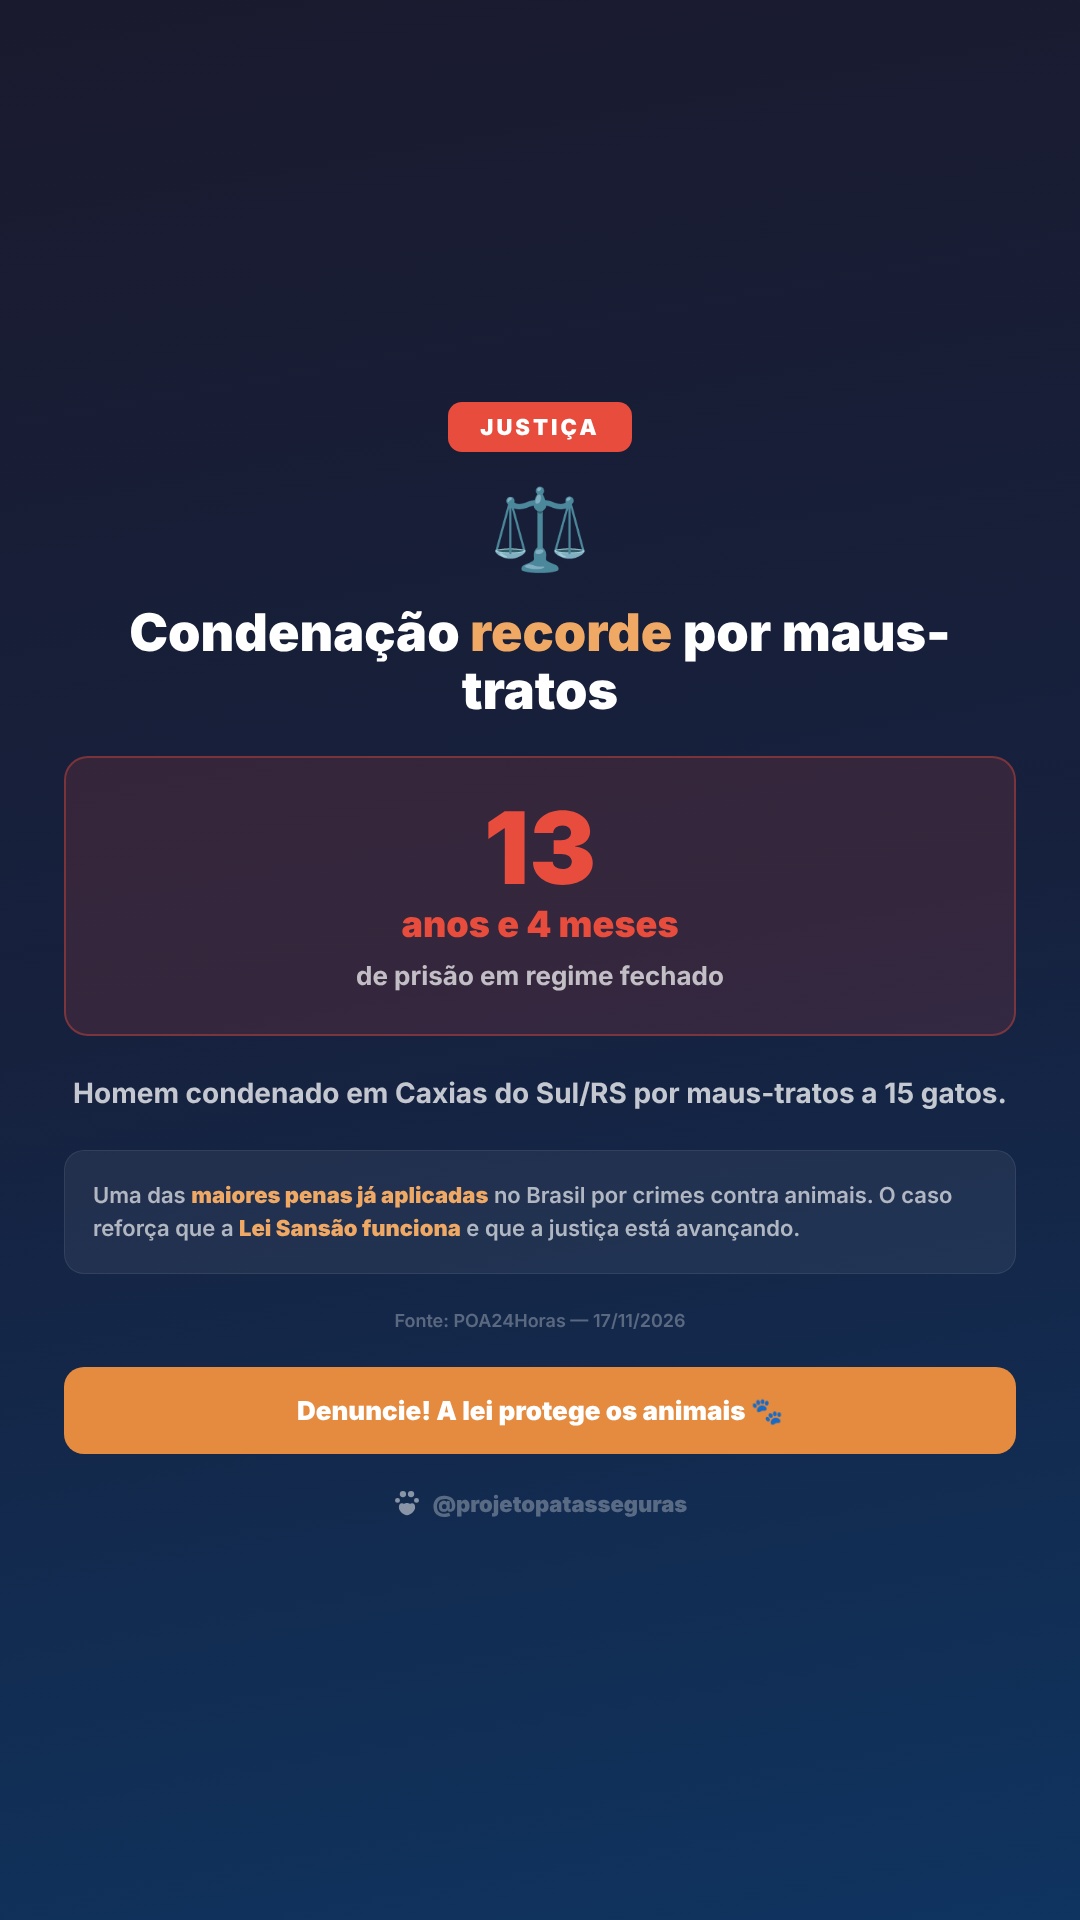 JUSTIÇA
Condenação recorde por maus-
tratos
13
anos e 4 meses
de prisão em regime fechado
Homem condenado em Caxias do Sul/RS por maus-tratos a 15 gatos.
Uma das maiores penas já aplicadas no Brasil por crimes contra animais. O caso
reforça que a Lei Sansão funciona e que a justiça está avançando.
Fonte: POA24Horas — 17/11/2026
Denuncie! A lei protege os animais 🐾
@projetopatasseguras